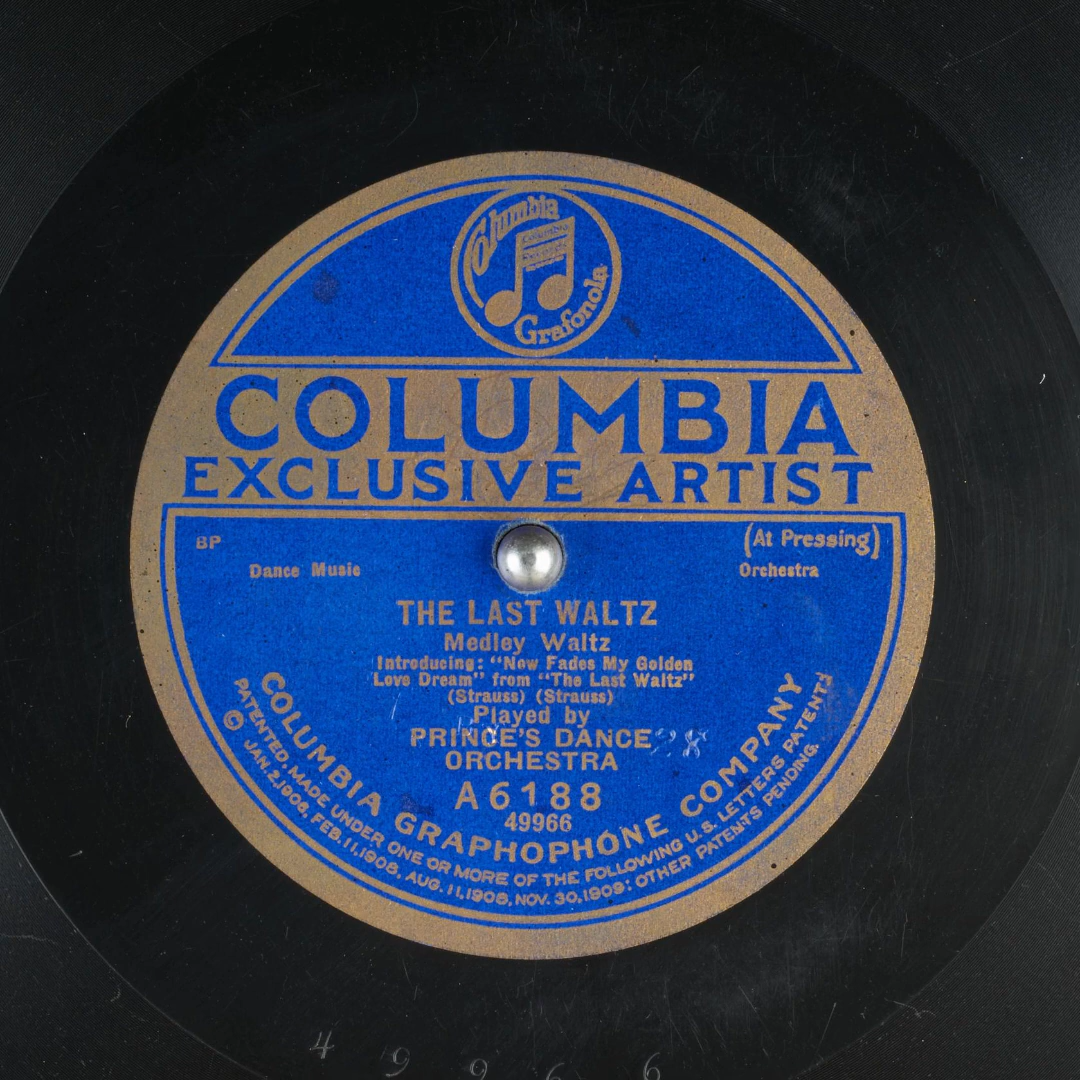 Columbia
Columbia
Records
Grafonola
COLUMBIA
EXCLUSIVE ARTIST
BP
(At Pressing)
Dance Music
Orchestra
THE LAST WALTZ
Medley Waltz
Introducing: "Now Fades My Golden
Love Dream" from "The Last Waltz"
(Strauss) (Strauss)
Played by
PRINCE'S DANCE
ORCHESTRA
A6188
49966
COLUMBIA GRAPHOPHONE COMPANY
PATENTED, MADE UNDER ONE OR MORE OF THE FOLLOWING U.S. LETTERS PATENT:
© JAN.2,1906, FEB.11,1908, AUG.11,1908, NOV.30,1909: OTHER PATENTS PENDING.
49966